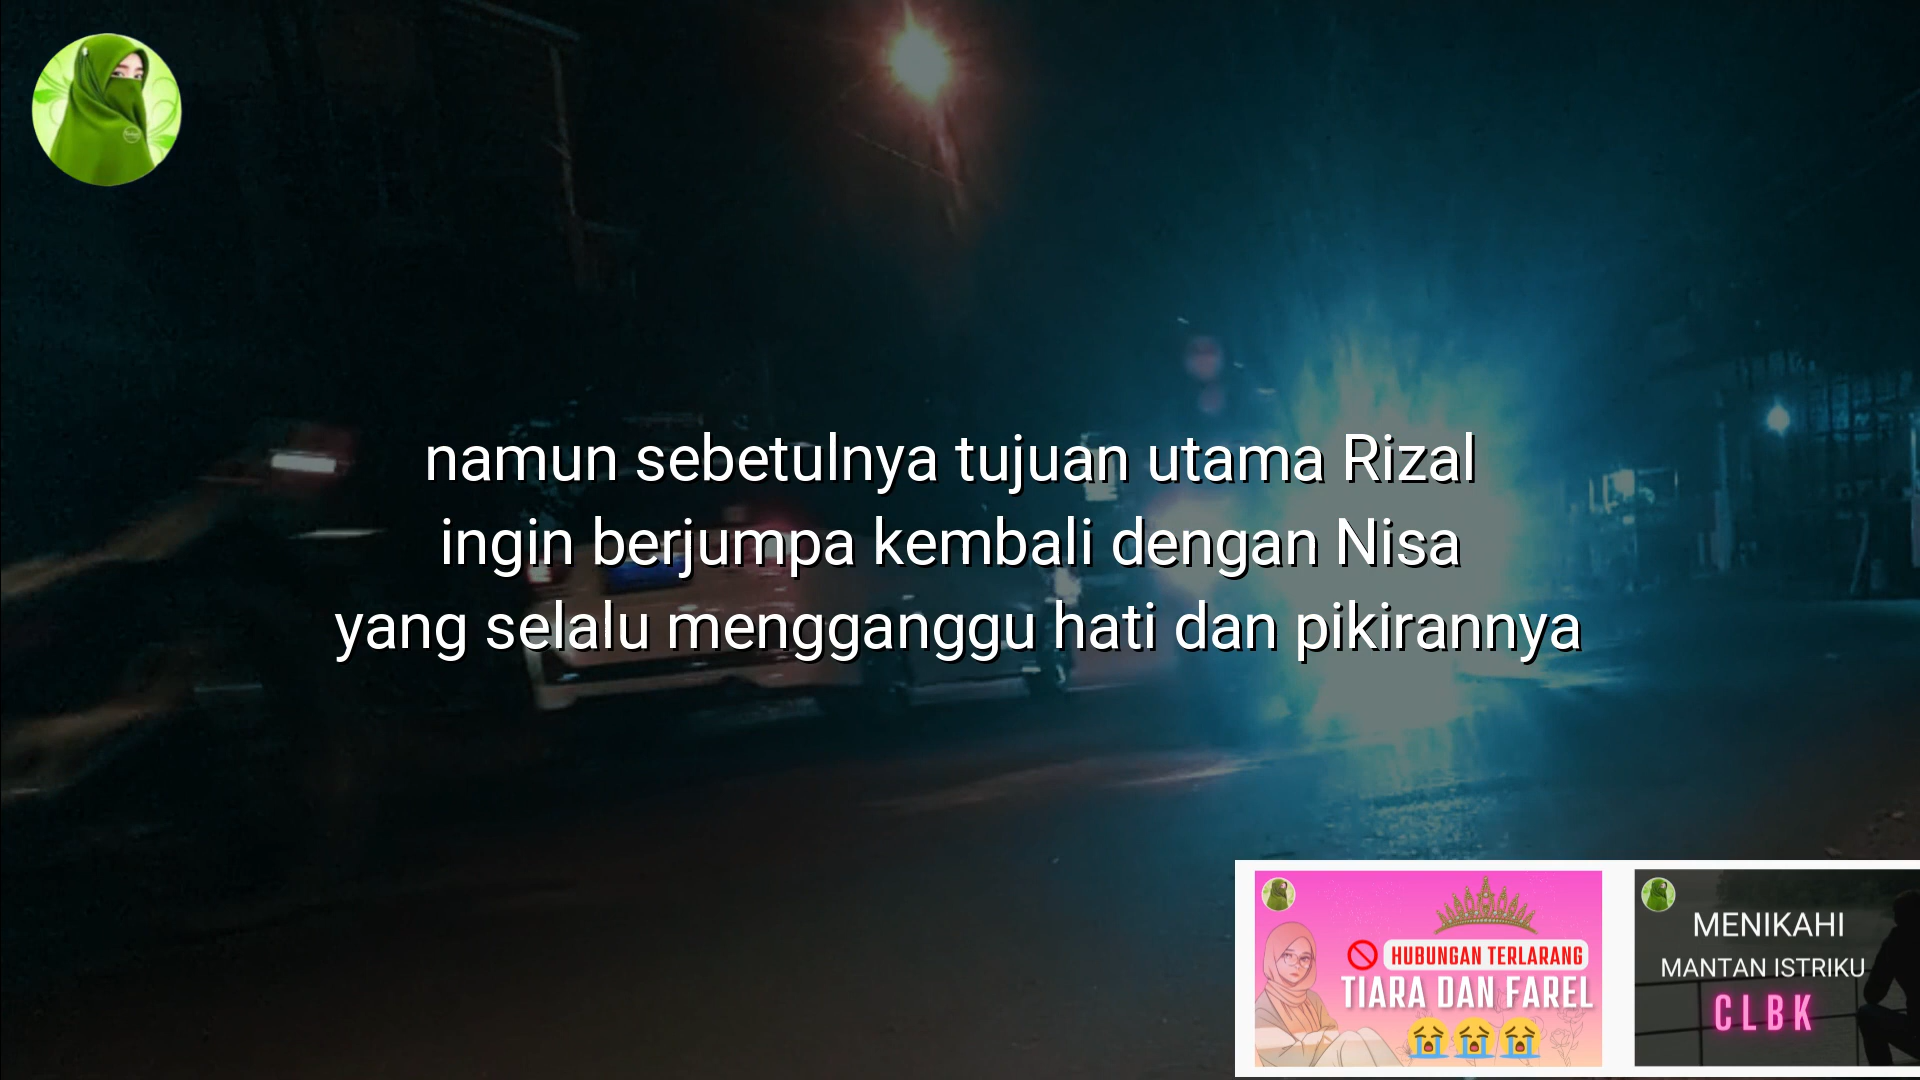 namun sebetulnya tujuan utama Rizal
ingin berjumpa kembali dengan Nisa
yang selalu mengganggu hati dan pikirannya
HUBUNGAN TERLARANG
TIARA DAN FAREL
MENIKAHI
MANTAN ISTRIKU
CLBK